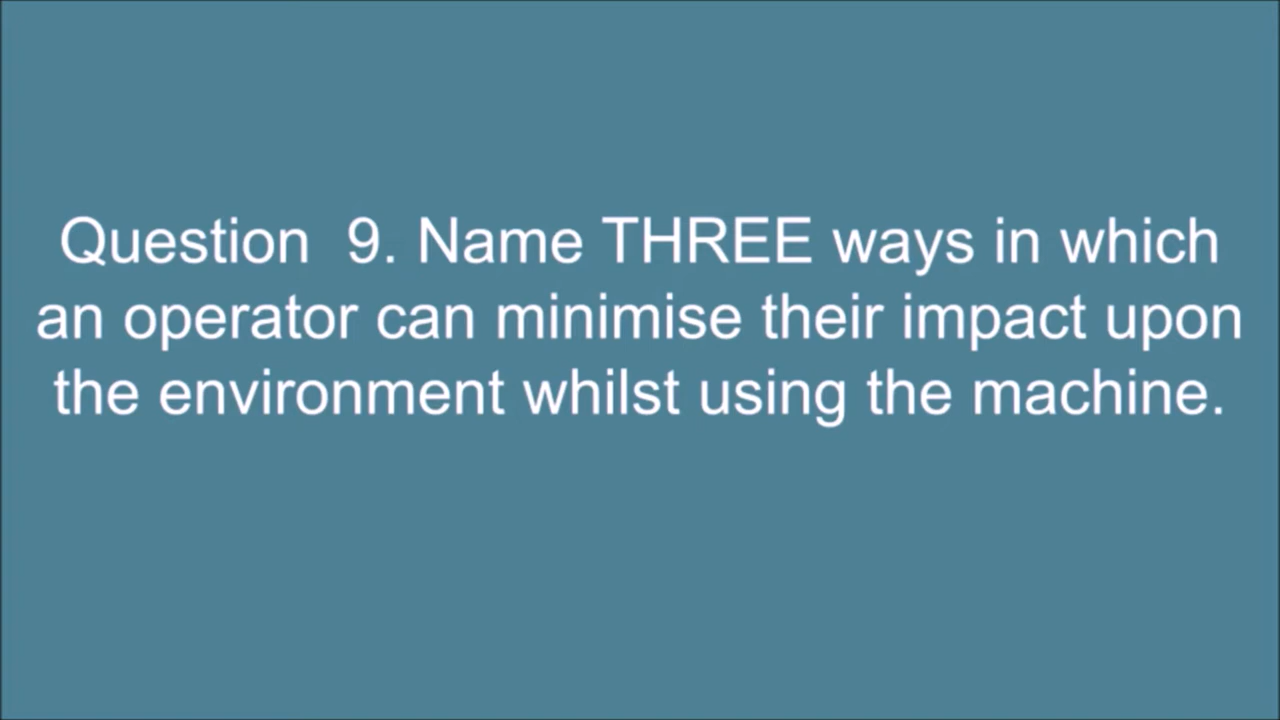 Question  9. Name THREE ways in which
an operator can minimise their impact upon
the environment whilst using the machine.